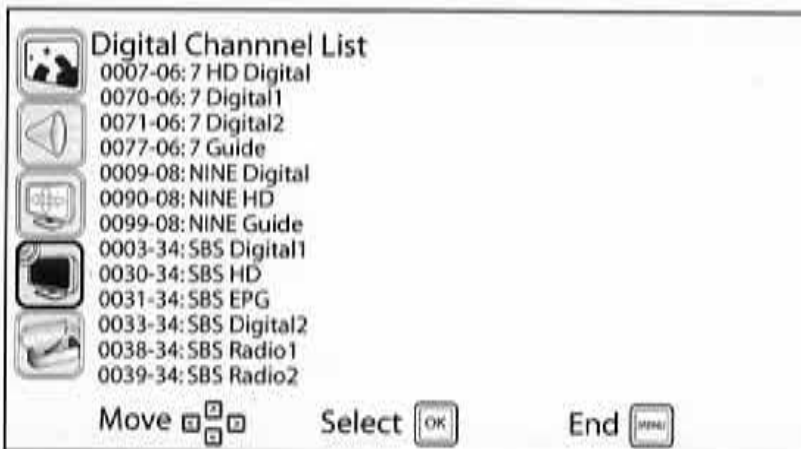 Digital Channnel List
0007-06: 7 HD Digital
0070-06: 7 Digital1
0071-06: 7 Digital2
0077-06: 7 Guide
0009-08: NINE Digital
0090-08: NINE HD
0099-08: NINE Guide
0003-34: SBS Digital1
0030-34: SBS HD
0031-34: SBS EPG
0033-34: SBS Digital2
0038-34: SBS Radio1
0039-34: SBS Radio2
Move Select OK End MENU